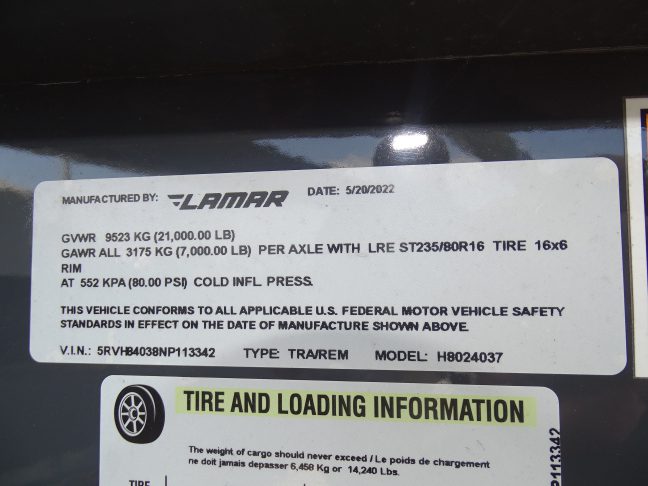 MANUFACTURED BY: LAMAR DATE: 5/20/2022
GVWR 9523 KG (21,000.00 LB)
GAWR ALL 3175 KG (7,000.00 LB) PER AXLE WITH LRE ST235/80R16 TIRE 16x6
RIM
AT 552 KPA (80.00 PSI) COLD INFL. PRESS.
THIS VEHICLE CONFORMS TO ALL APPLICABLE U.S. FEDERAL MOTOR VEHICLE SAFETY
STANDARDS IN EFFECT ON THE DATE OF MANUFACTURE SHOWN ABOVE.
V.I.N.: 5RVH84038NP113342 TYPE: TRA/REM MODEL: H8024037
TIRE AND LOADING INFORMATION
The weight of cargo should never exceed / Le poids de chargement
ne doit jamais depasser 6,458 Kg or 14,240 Lbs.
TIRE
P113342